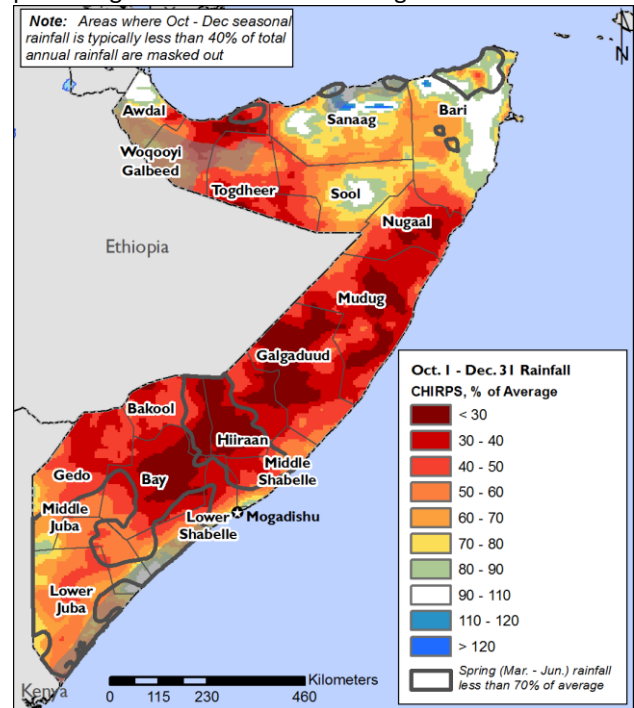 Note: Areas where Oct - Dec seasonal
rainfall is typically less than 40% of total
annual rainfall are masked out
N
Awdal
Sanaag
Bari
Woqooyi
Galbeed
Togdheer
Sool
Nugaal
Ethiopia
Mudug
Galgaduud
Bakool
Hiiraan
Gedo
Bay
Middle
Shabelle
Middle
Juba
Lower
Shabelle
Mogadishu
Lower
Juba
Kenya
Kilometers
0 115 230 460
Oct. 1 - Dec. 31 Rainfall
CHIRPS, % of Average
< 30
30 - 40
40 - 50
50 - 60
60 - 70
70 - 80
80 - 90
90 - 110
110 - 120
> 120
Spring (Mar. - Jun.) rainfall
less than 70% of average